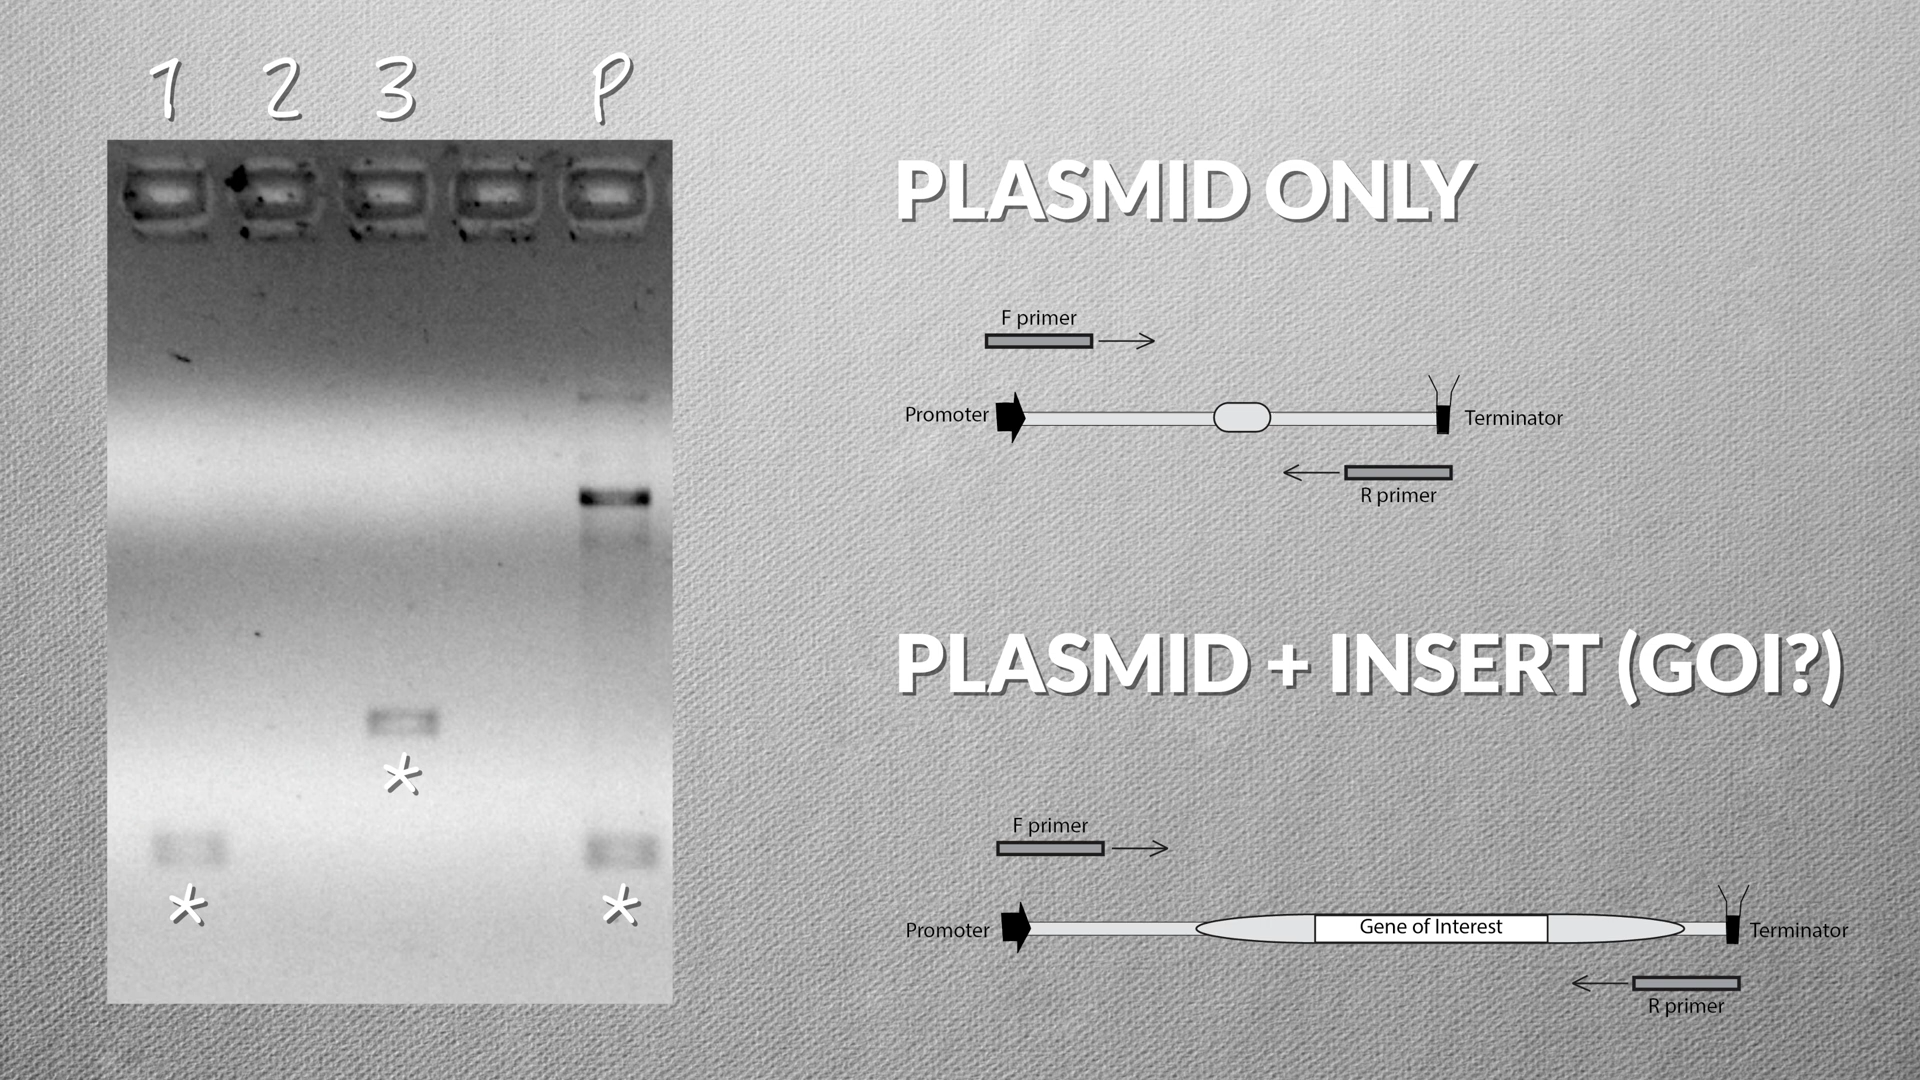 1 2 3 P
*
* *
PLASMID ONLY
F primer
Promoter
Terminator
R primer
PLASMID + INSERT (GOI?)
F primer
Promoter
Gene of Interest
Terminator
R primer